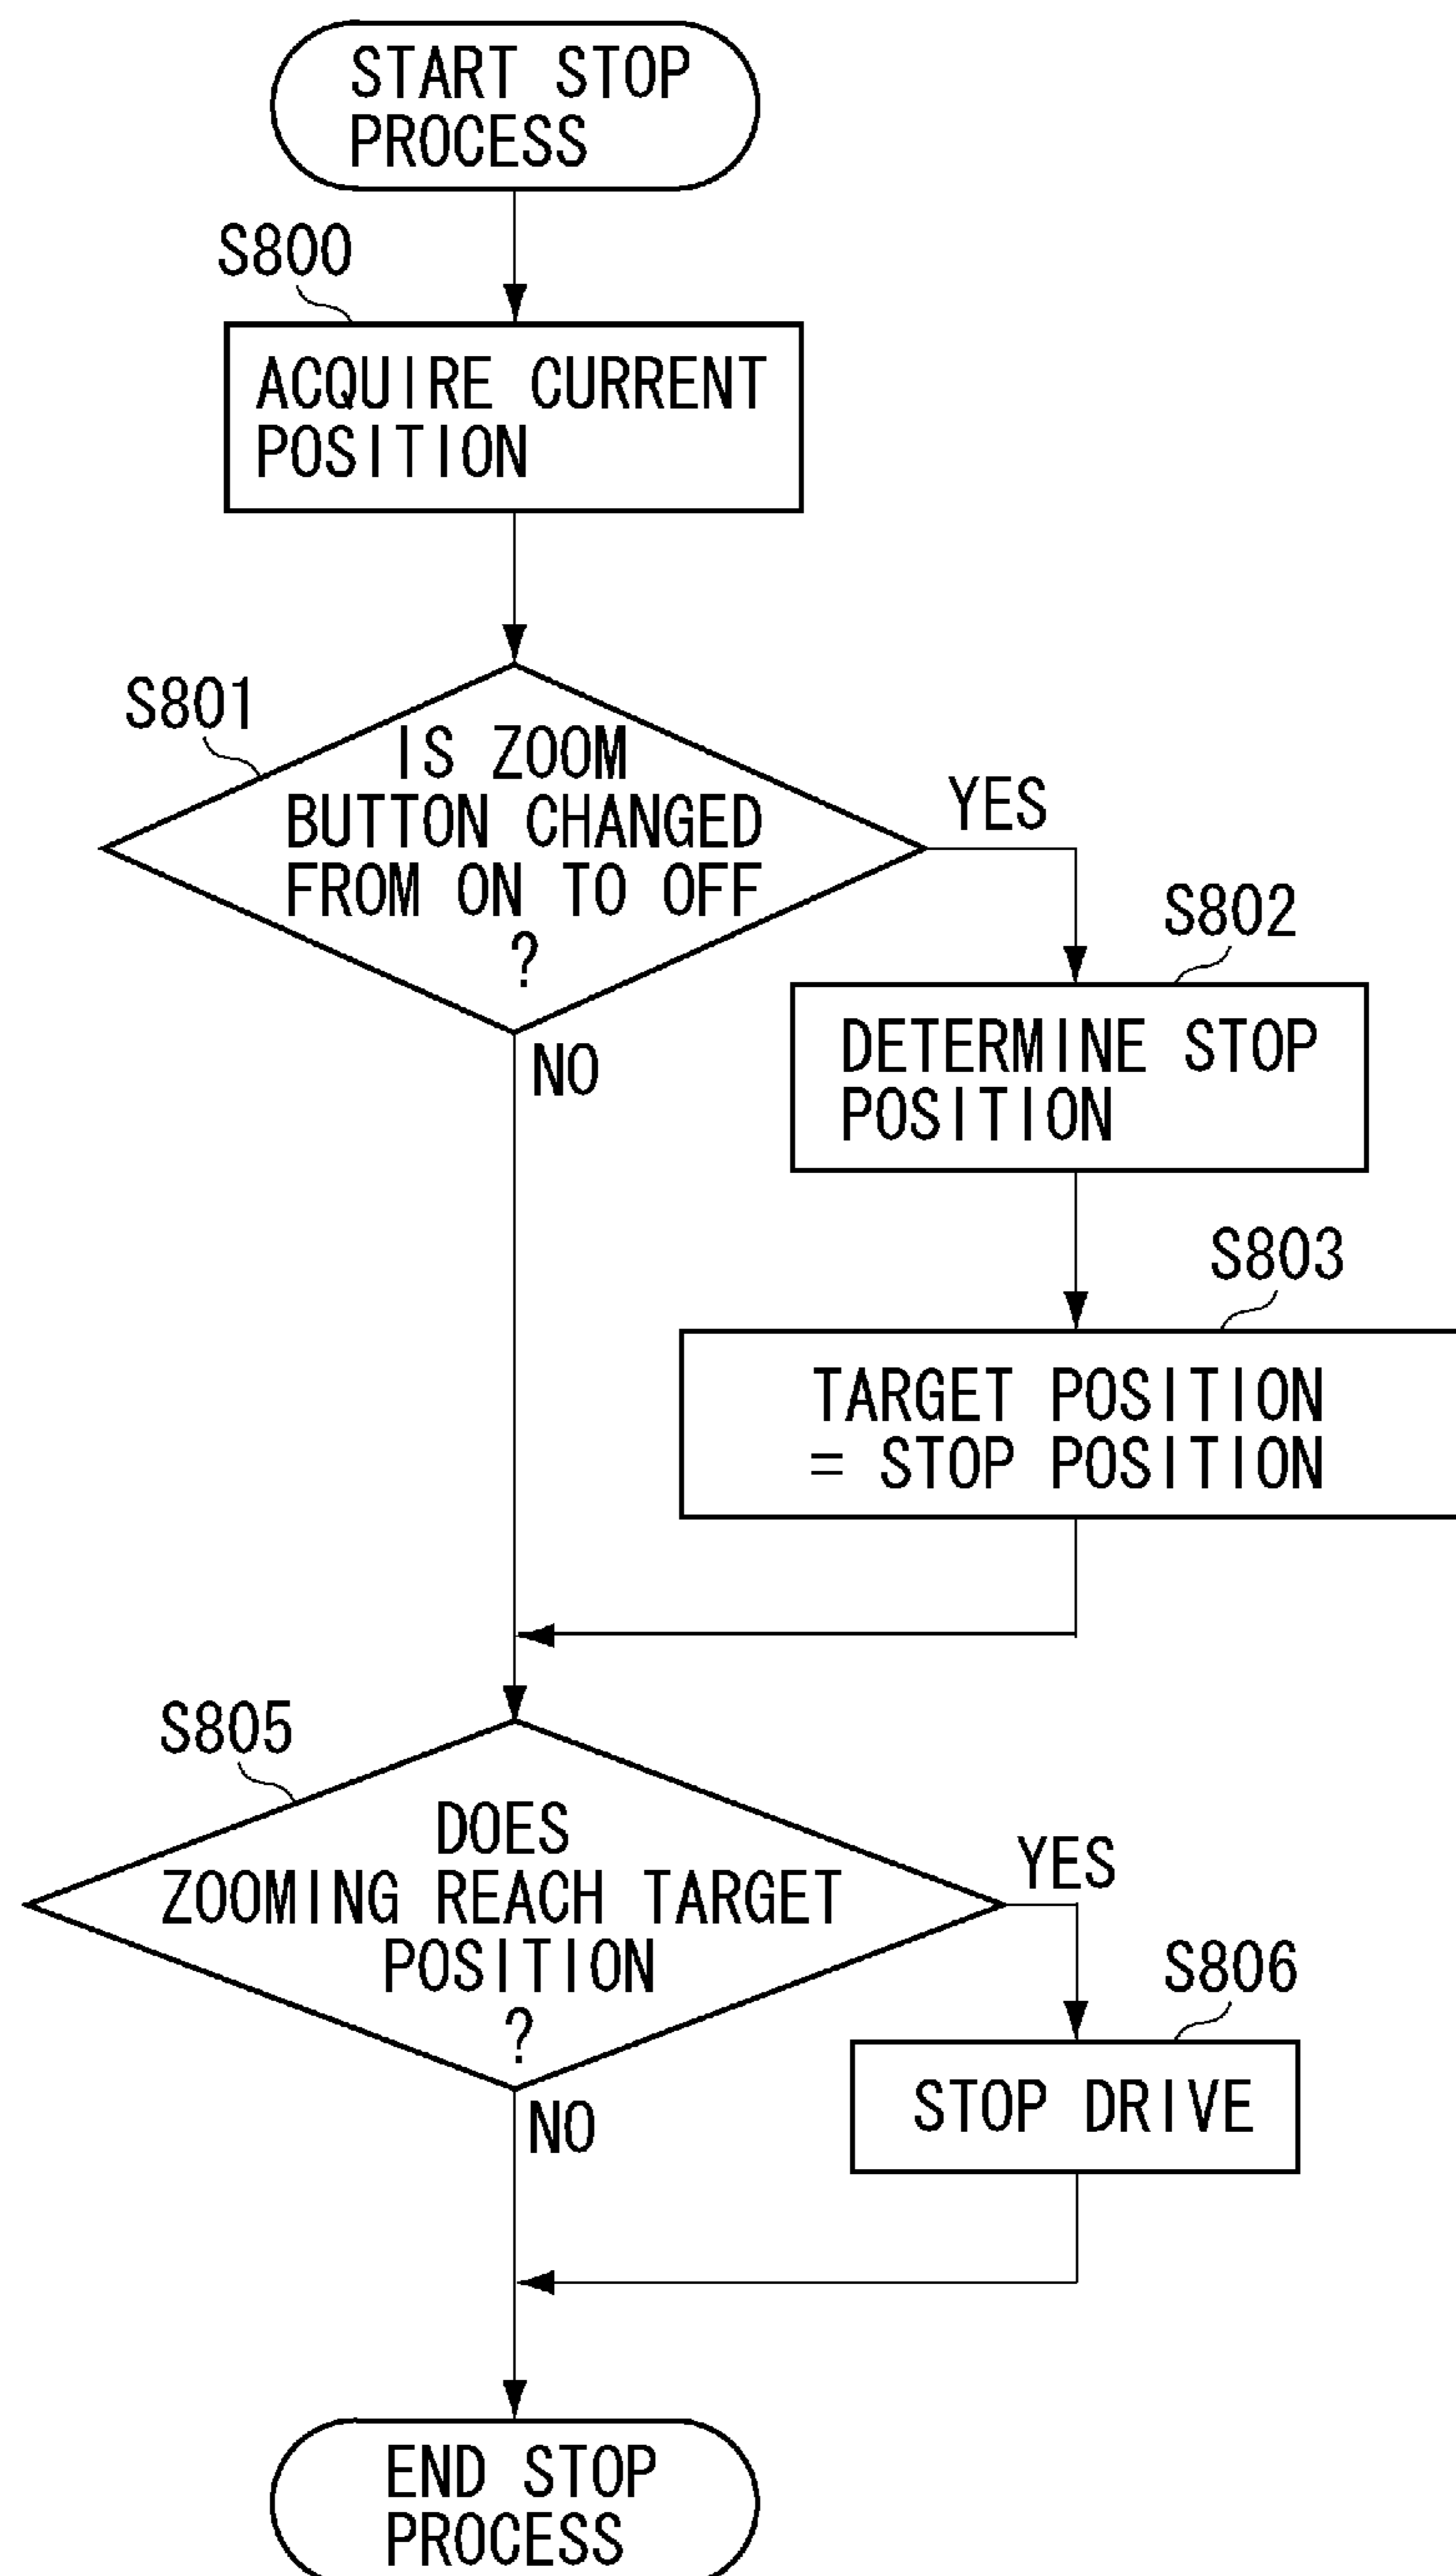 START STOP
PROCESS
S800
ACQUIRE CURRENT
POSITION
S801
IS ZOOM
BUTTON CHANGED
FROM ON TO OFF
?
YES
NO
S802
DETERMINE STOP
POSITION
S803
TARGET POSITION
= STOP POSITION
S805
DOES
ZOOMING REACH TARGET
POSITION
?
YES
NO
S806
STOP DRIVE
END STOP
PROCESS